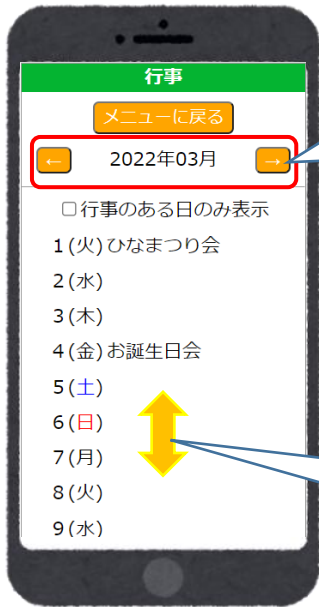 行事
メニューに戻る
← 2022年03月 →
□行事のある日のみ表示
1(火)ひなまつり会
2(水)
3(木)
4(金)お誕生日会
5(土)
6(日)
7(月)
8(火)
9(水)